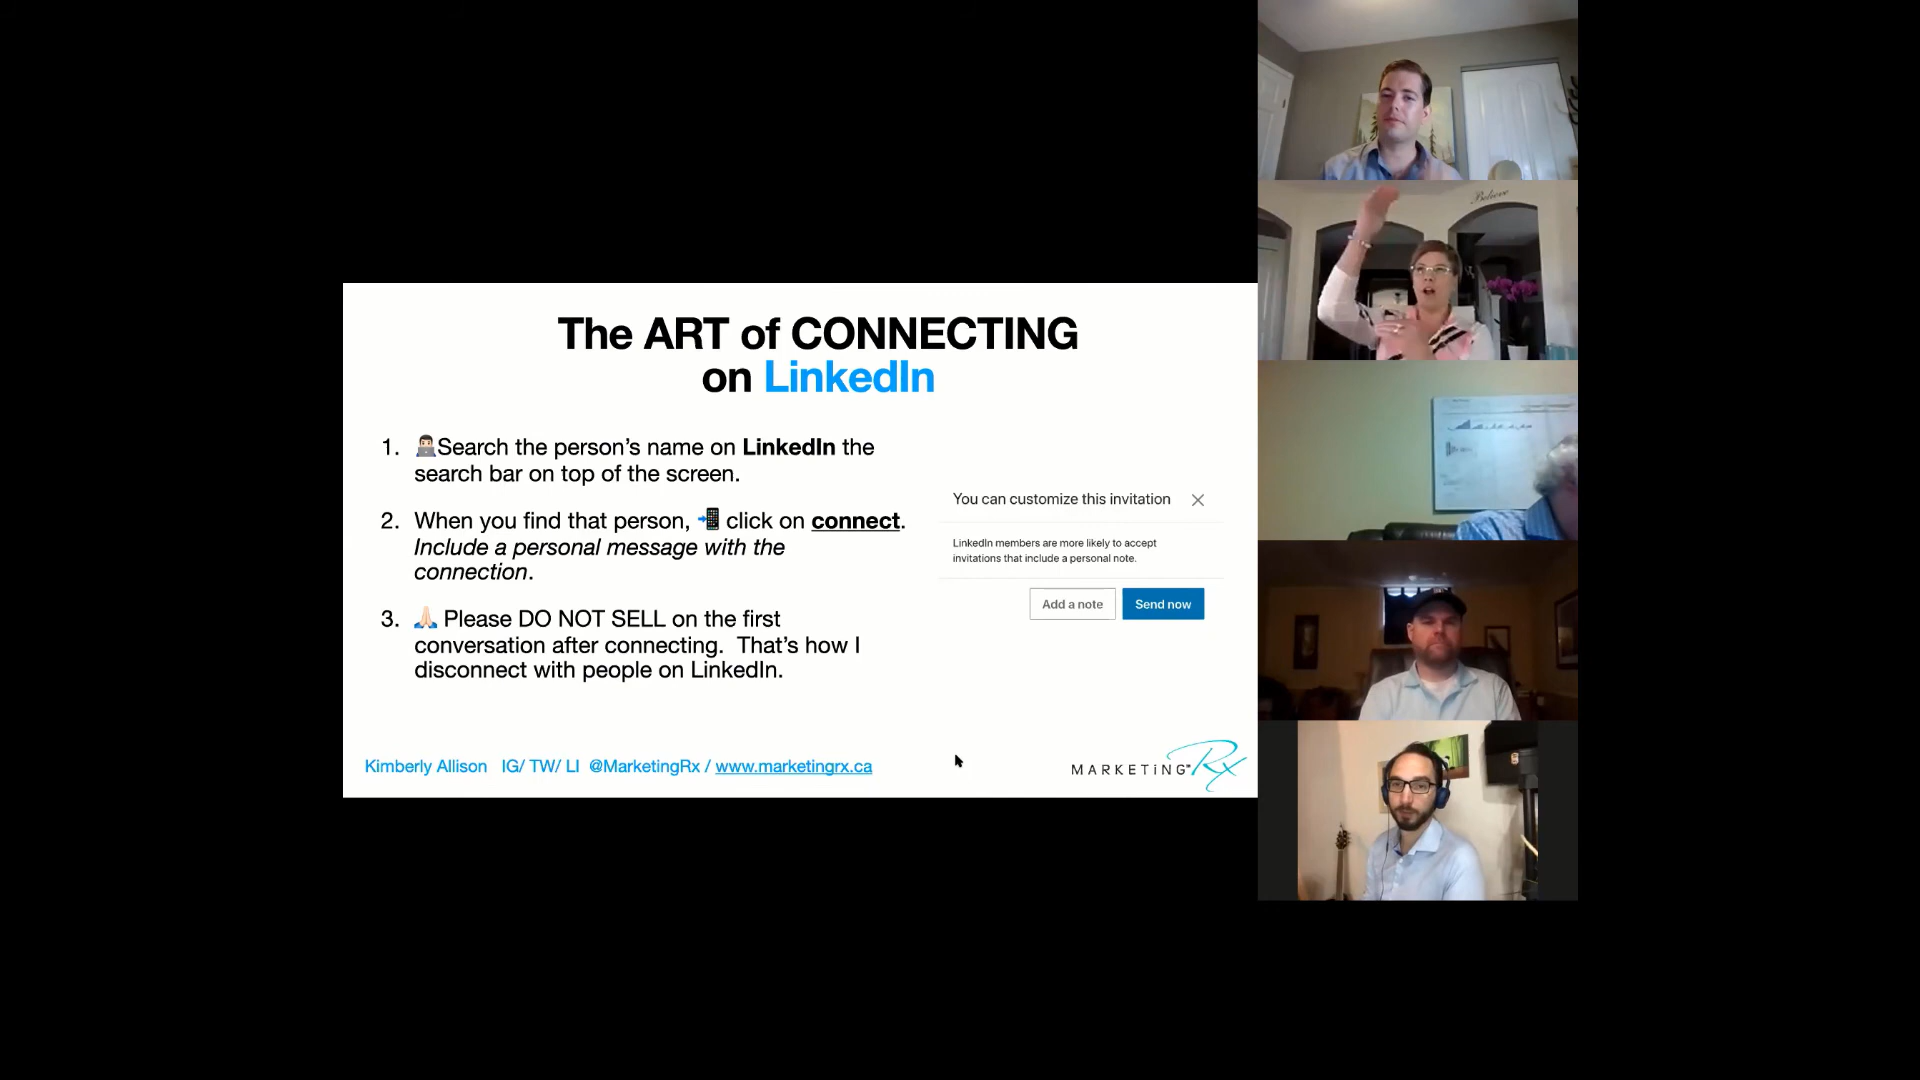 The ART of CONNECTING
on LinkedIn
1. 👨🏻‍💻Search the person’s name on LinkedIn the
search bar on top of the screen.
2. When you find that person, 📲 click on connect.
Include a personal message with the
connection.
3. 🙏🏻 Please DO NOT SELL on the first
conversation after connecting.  That’s how I
disconnect with people on LinkedIn.
You can customize this invitation
LinkedIn members are more likely to accept
invitations that include a personal note.
Add a note
Send now
Kimberly Allison   IG/ TW/ LI  @MarketingRx / www.marketingrx.ca
MARKETiNG Rx
Believe